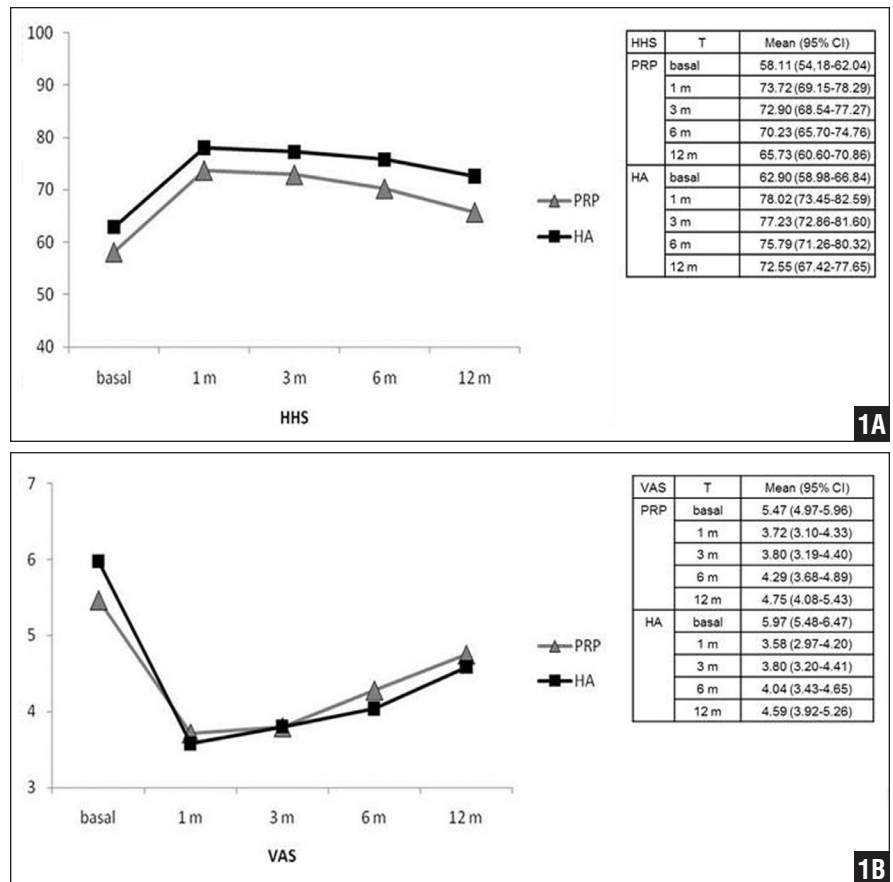 100
90
80
70
60
50
40
basal 1 m 3 m 6 m 12 m
HHS
PRP
HA
HHS T Mean (95% CI)
PRP basal 58.11 (54,18-62.04)
1 m 73.72 (69.15-78.29)
3 m 72.90 (68.54-77.27)
6 m 70.23 (65.70-74.76)
12 m 65.73 (60.60-70.86)
HA basal 62.90 (58.98-66.84)
1 m 78.02 (73.45-82.59)
3 m 77.23 (72.86-81.60)
6 m 75.79 (71.26-80.32)
12 m 72.55 (67.42-77.65)
1A
7
6
5
4
3
basal 1 m 3 m 6 m 12 m
VAS
PRP
HA
VAS T Mean (95% CI)
PRP basal 5.47 (4.97-5.96)
1 m 3.72 (3.10-4.33)
3 m 3.80 (3.19-4.40)
6 m 4.29 (3.68-4.89)
12 m 4.75 (4.08-5.43)
HA basal 5.97 (5.48-6.47)
1 m 3.58 (2.97-4.20)
3 m 3.80 (3.20-4.41)
6 m 4.04 (3.43-4.65)
12 m 4.59 (3.92-5.26)
1B